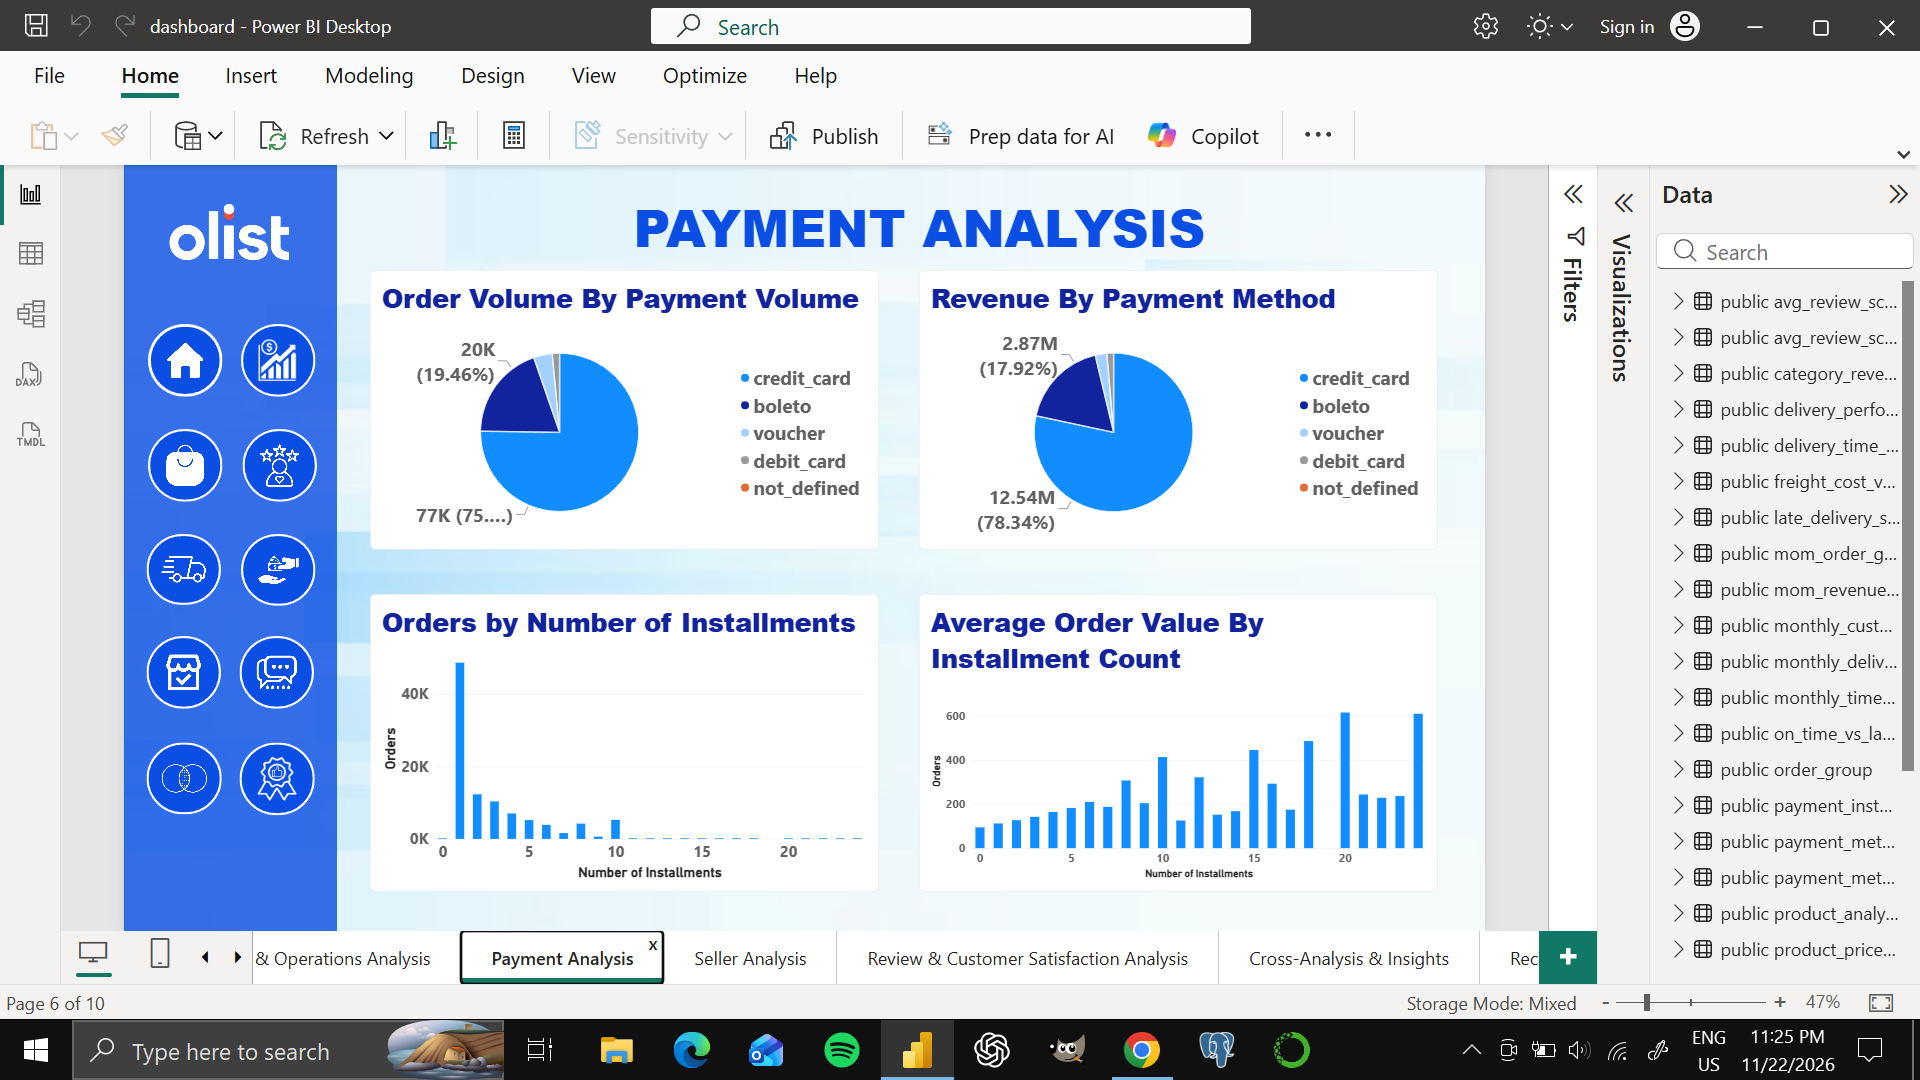 dashboard - Power BI Desktop
Search
Sign in
File Home Insert Modeling Design View Optimize Help
Refresh
Sensitivity
Publish
Prep data for AI
Copilot
olist
PAYMENT ANALYSIS
Order Volume By Payment Volume
20K
(19.46%)
77K (75....)
credit_card
boleto
voucher
debit_card
not_defined
Revenue By Payment Method
2.87M
(17.92%)
12.54M
(78.34%)
credit_card
boleto
voucher
debit_card
not_defined
Orders by Number of Installments
Orders
40K
20K
0K
0 5 10 15 20
Number of Installments
Average Order Value By
Installment Count
Orders
600
400
200
0
0 5 10 15 20
Number of Installments
DAX
TMDL
Filters
Visualizations
Data
Search
public avg_review_sc...
public avg_review_sc...
public category_reve...
public delivery_perfo...
public delivery_time_...
public freight_cost_v...
public late_delivery_s...
public mom_order_g...
public mom_revenue...
public monthly_cust...
public monthly_deliv...
public monthly_time...
public on_time_vs_la...
public order_group
public payment_inst...
public payment_met...
public payment_met...
public product_analy...
public product_price...
& Operations Analysis
Payment Analysis x
Seller Analysis
Review & Customer Satisfaction Analysis
Cross-Analysis & Insights
Rec
+
Page 6 of 10
Storage Mode: Mixed
- + 47%
Type here to search
ENG
US
11:25 PM
11/22/2026